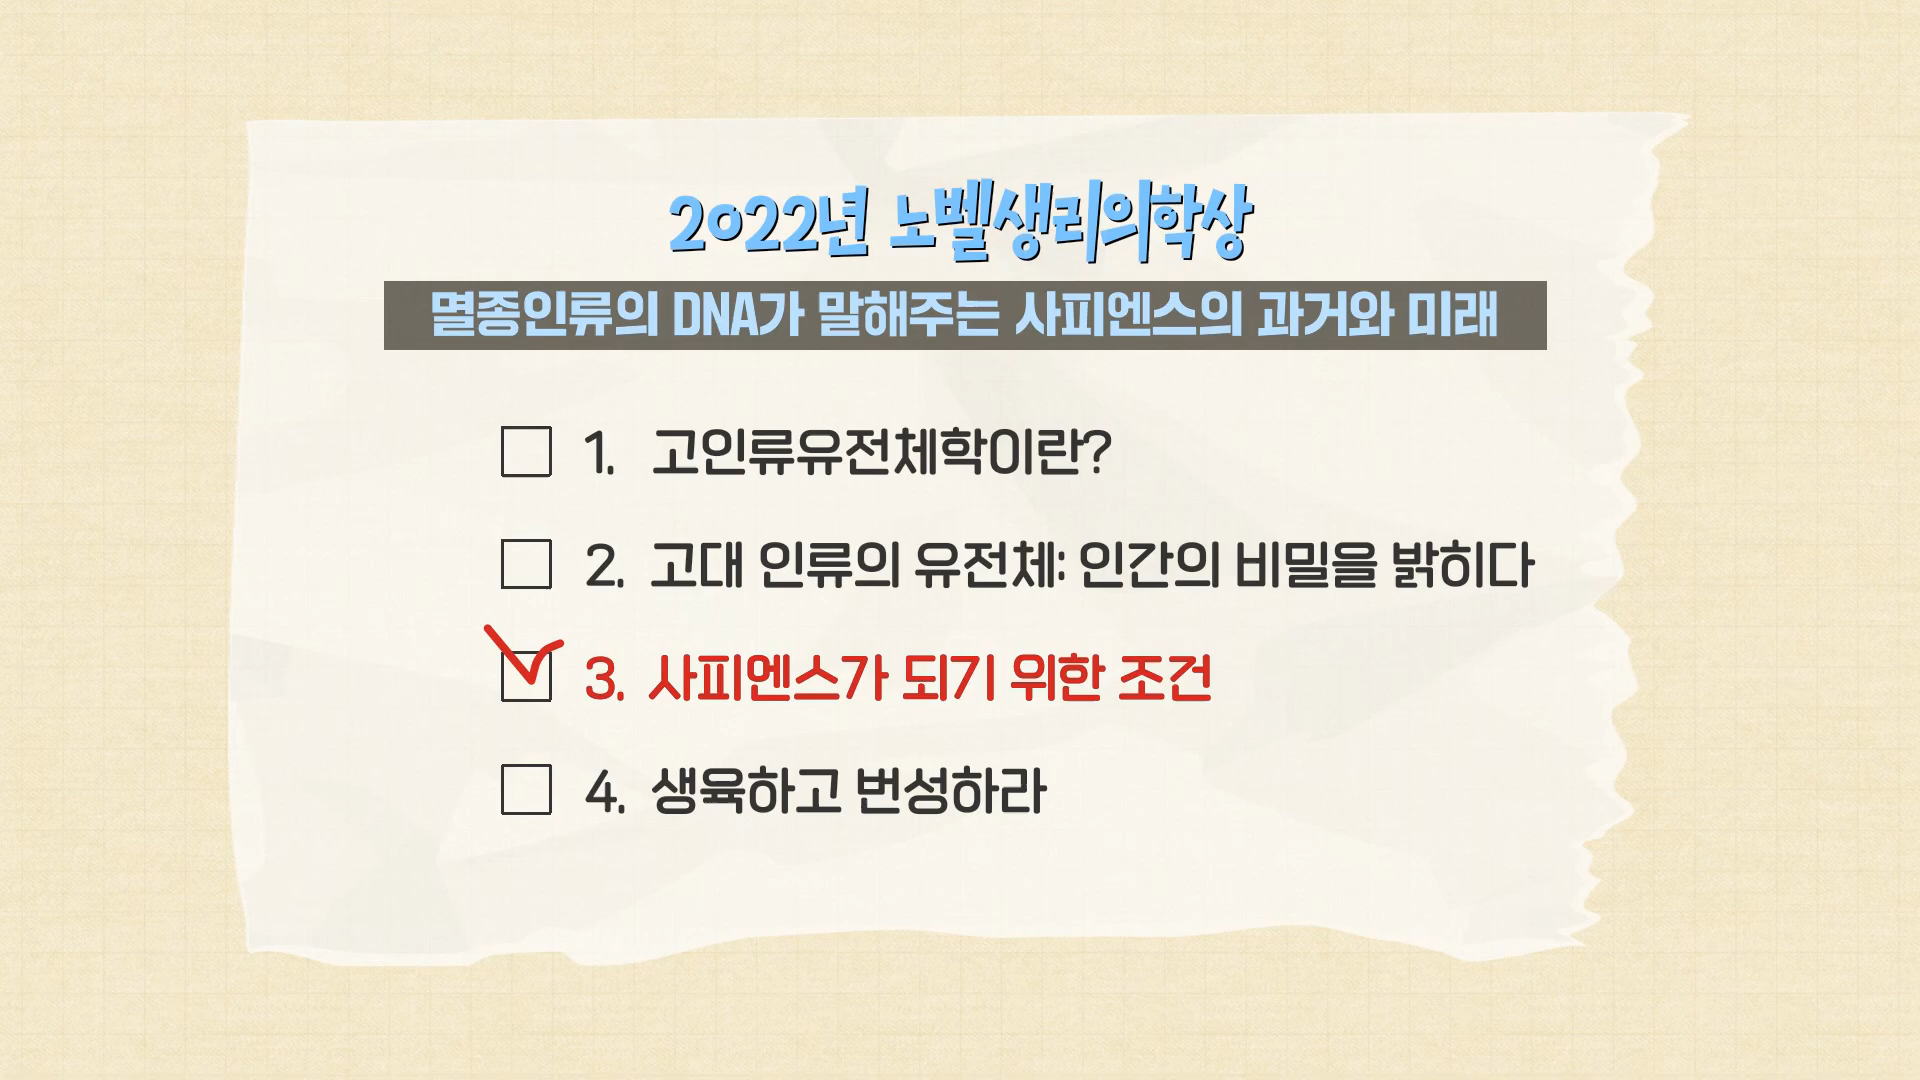 2022년 노벨생리의학상
멸종인류의 DNA가 말해주는 사피엔스의 과거와 미래
1. 고인류유전체학이란?
2. 고대 인류의 유전체: 인간의 비밀을 밝히다
3. 사피엔스가 되기 위한 조건
4. 생육하고 번성하라